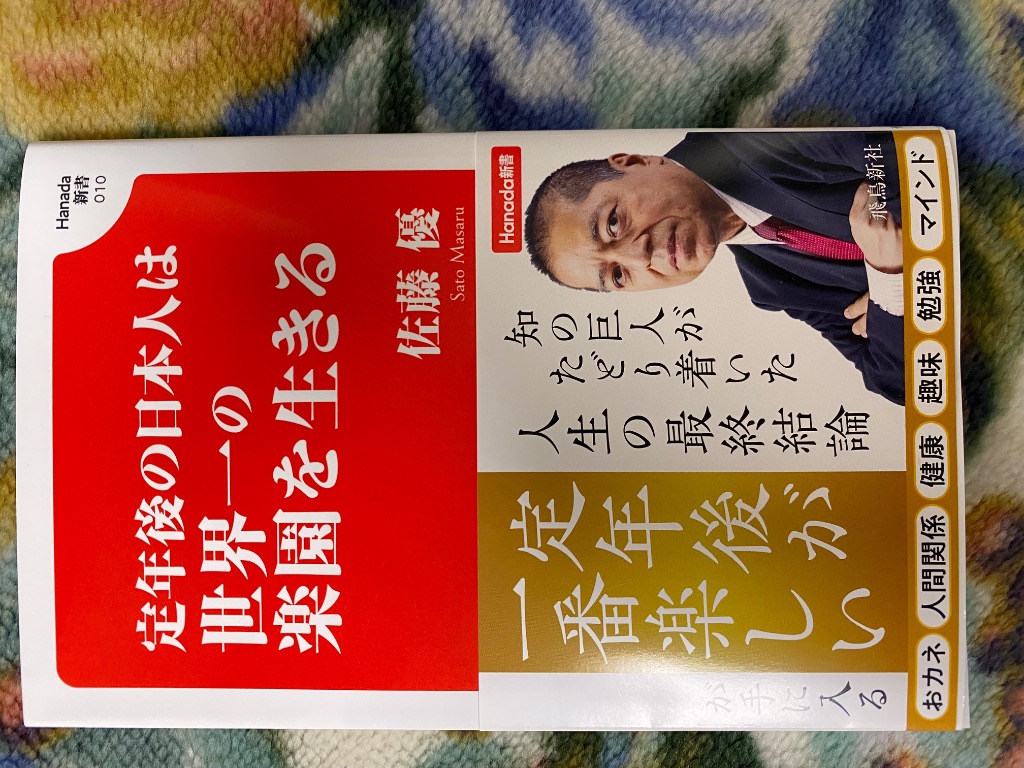 Hanada
新書
010
定年後の日本人は
世界一の
楽園を生きる
佐藤 優
Sato Masaru
Hanada新書
知の巨人が
たどり着いた
人生の最終結論
定年後が
一番楽しい
飛鳥新社
おカネ 人間関係 健康 趣味 勉強 マインド
が手に入る